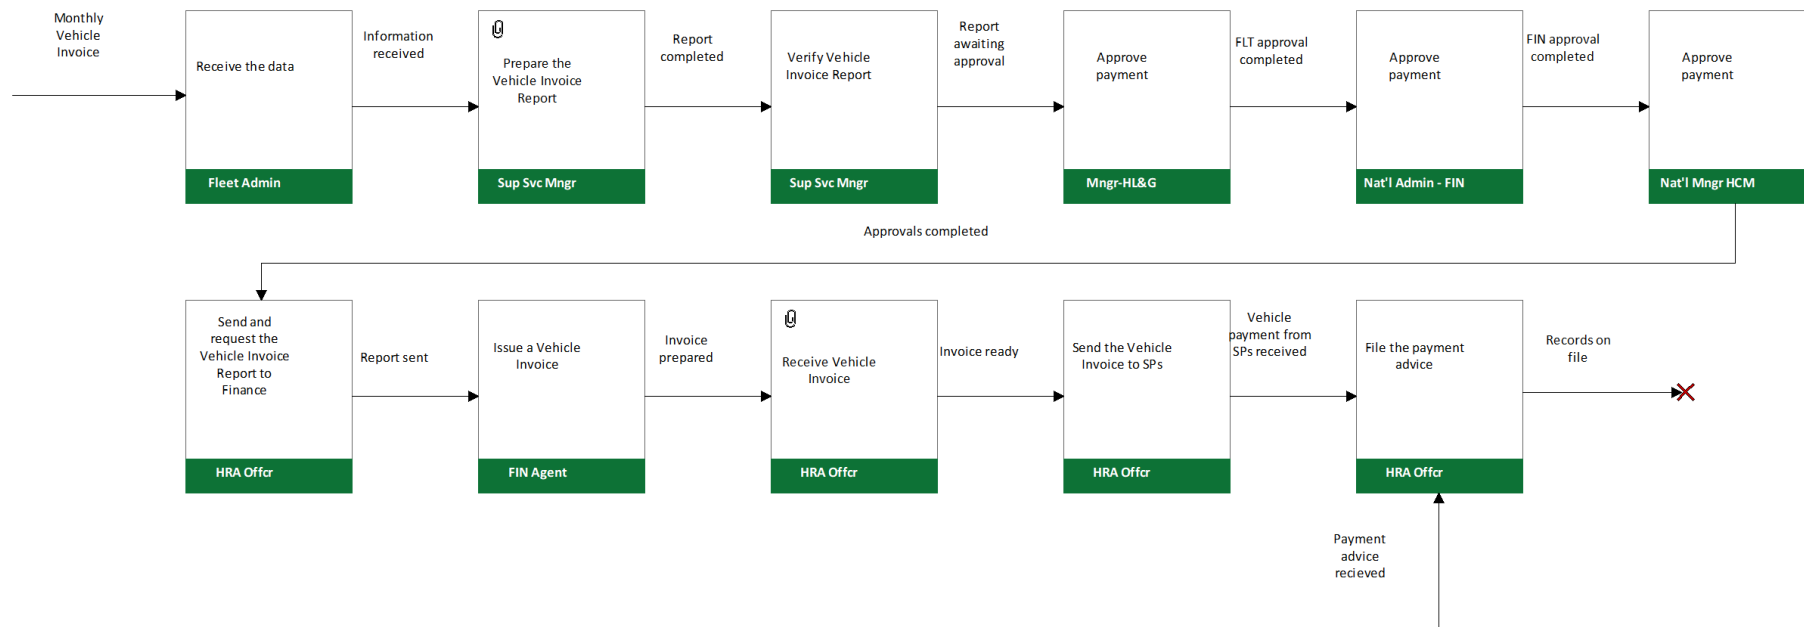 Monthly
Vehicle
Invoice
Receive the data
Fleet Admin
Information
received
Prepare the
Vehicle Invoice
Report
Sup Svc Mngr
Report
completed
Verify Vehicle
Invoice Report
Sup Svc Mngr
Report
awaiting
approval
Approve
payment
Mngr-HL&G
FLT approval
completed
Approve
payment
Nat'l Admin - FIN
FIN approval
completed
Approve
payment
Nat'l Mngr HCM
Approvals completed
Send and
request the
Vehicle Invoice
Report to
Finance
HRA Offcr
Report sent
Issue a Vehicle
Invoice
FIN Agent
Invoice
prepared
Receive Vehicle
Invoice
HRA Offcr
Invoice ready
Send the Vehicle
Invoice to SPs
HRA Offcr
Vehicle
payment from
SPs received
File the payment
advice
HRA Offcr
Records on
file
Payment
advice
recieved